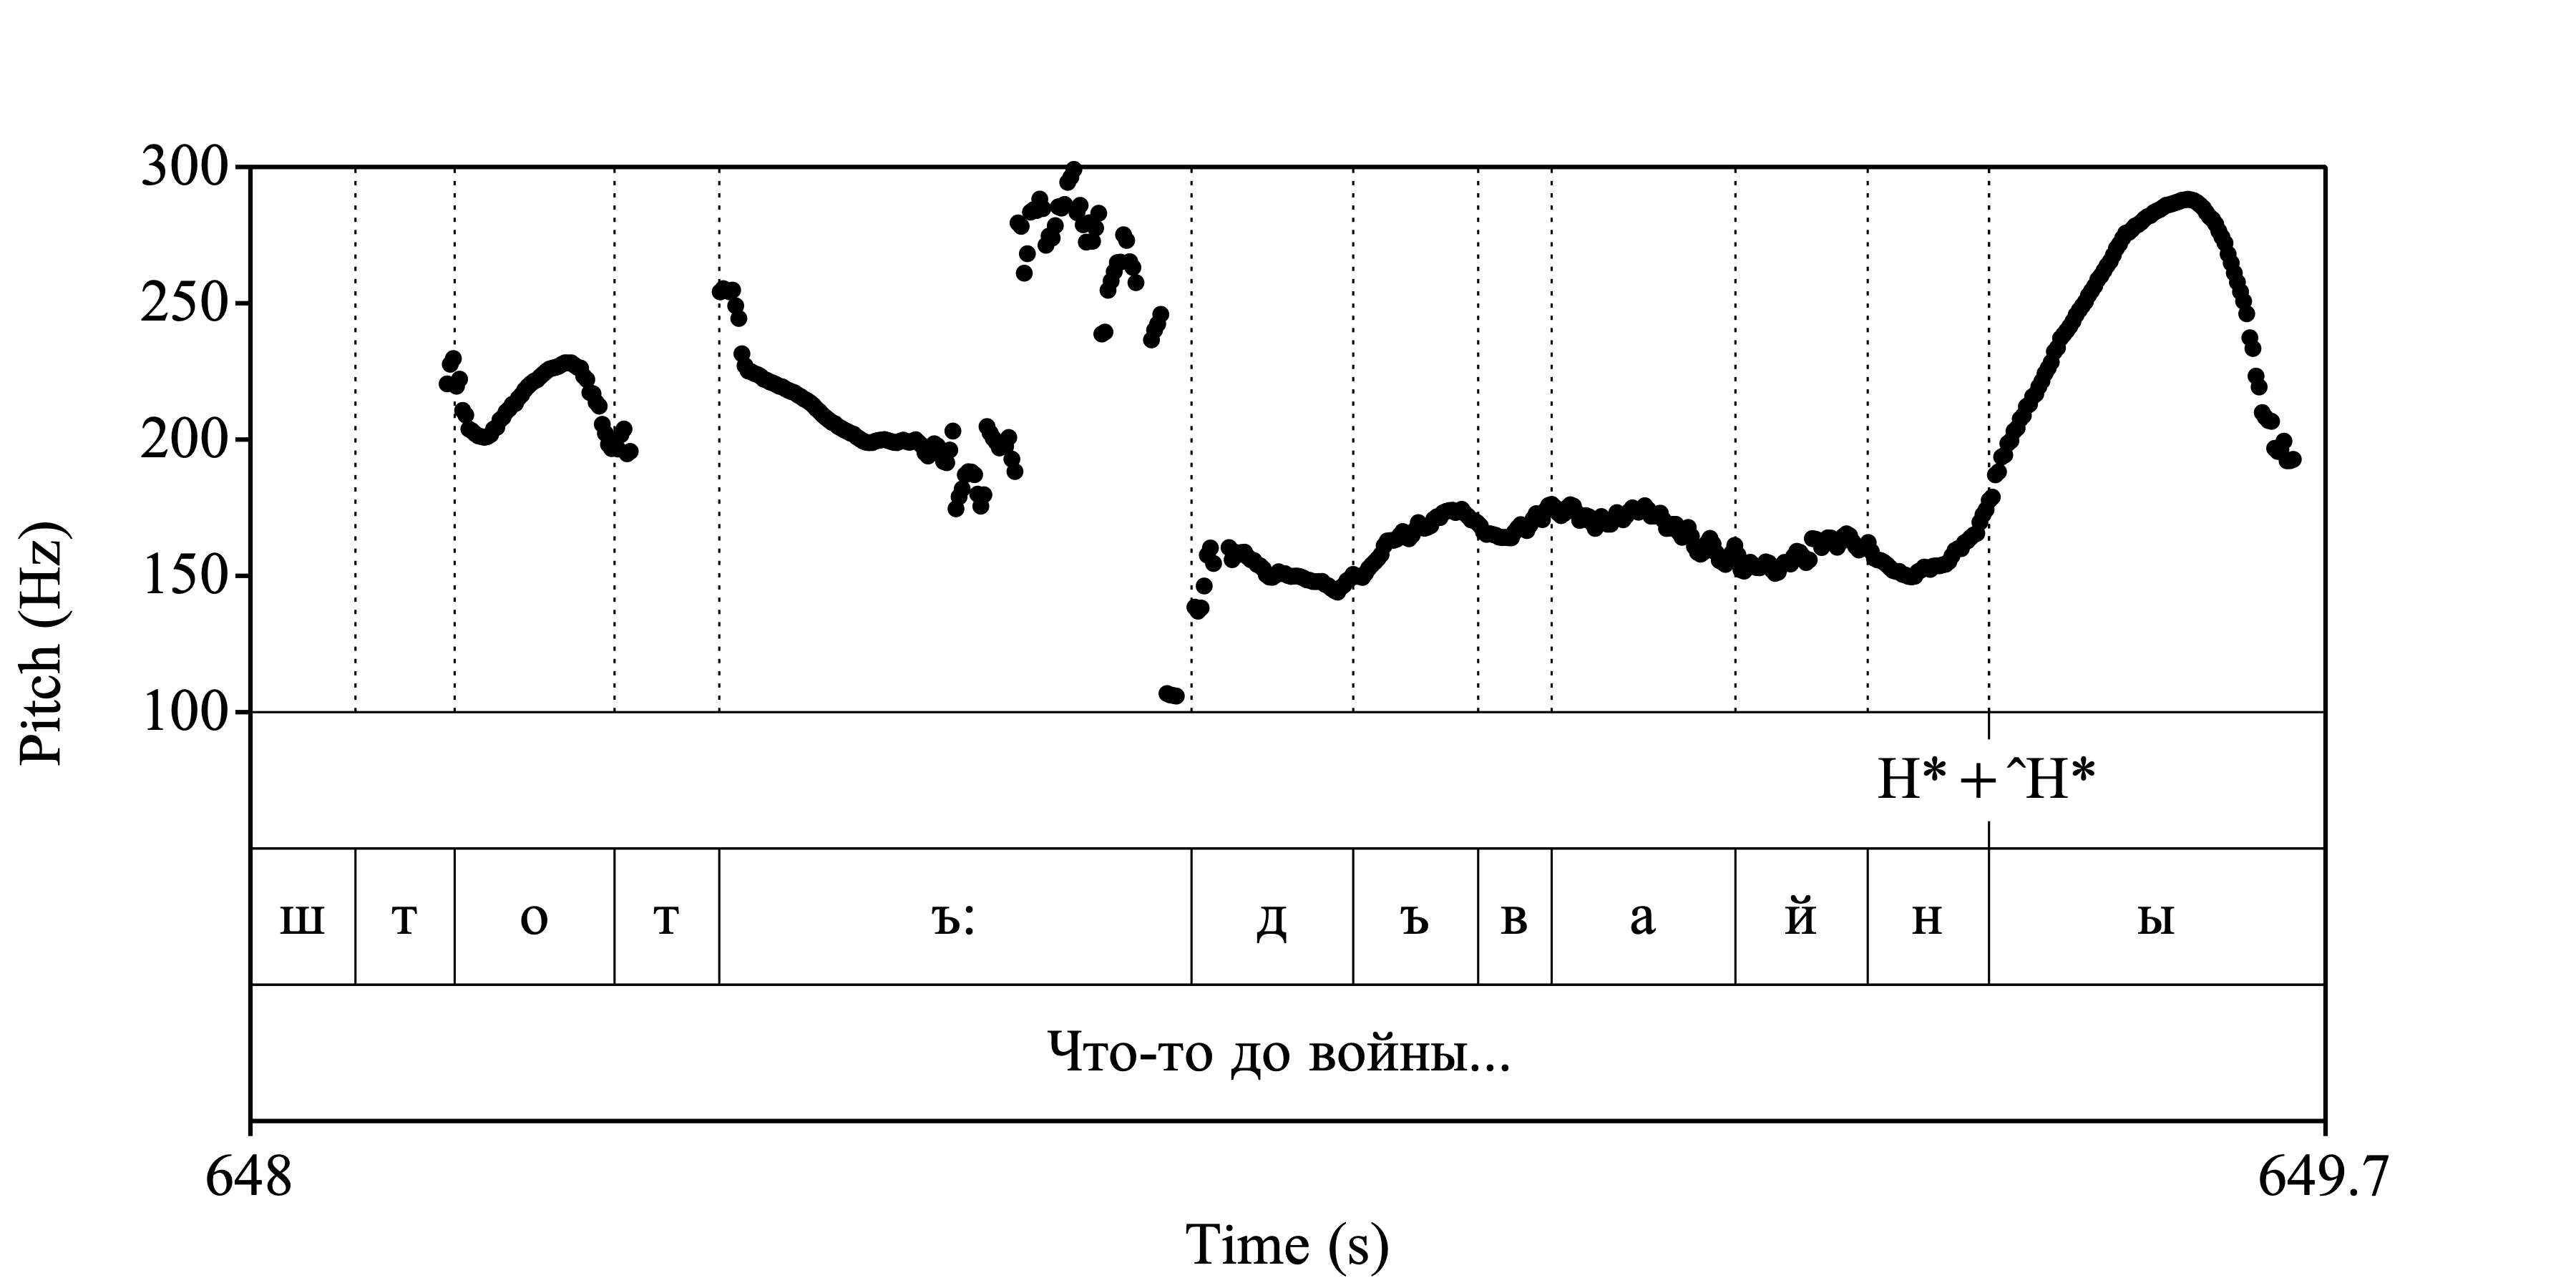 300
250
200
150
100
Pitch (Hz)
H* + ^H*
ш т о т ъ: д ъ в а й н ы
Что-то до войны...
648 649.7
Time (s)